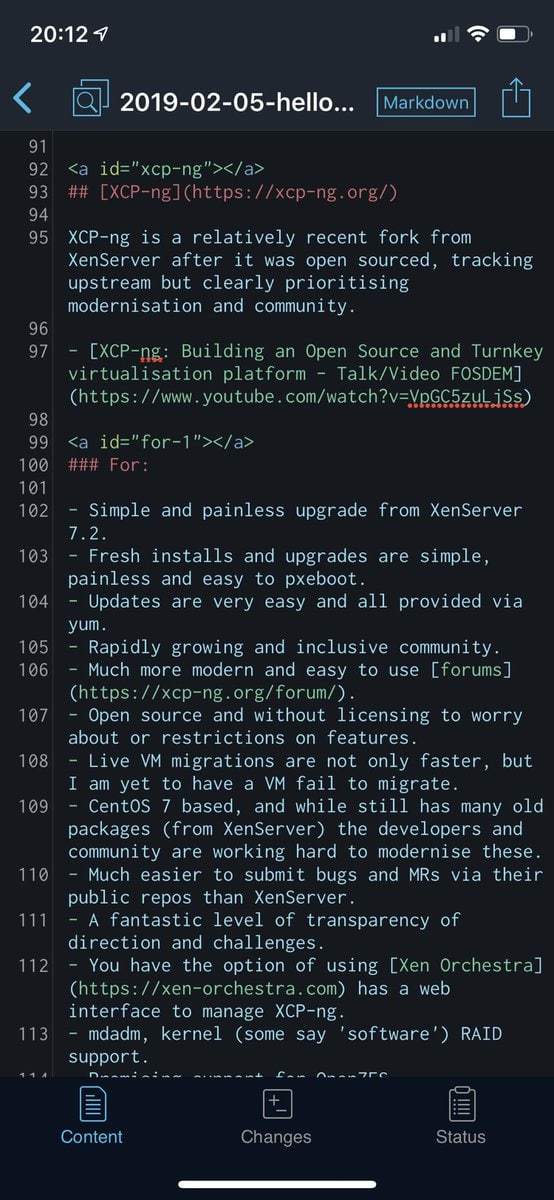 20:12
2019-02-05-hello...
Markdown
91
92 <a id="xcp-ng"></a>
93 ## [XCP-ng](https://xcp-ng.org/)
94
95 XCP-ng is a relatively recent fork from
XenServer after it was open sourced, tracking
upstream but clearly prioritising
modernisation and community.
96
97 - [XCP-ng: Building an Open Source and Turnkey
virtualisation platform - Talk/Video FOSDEM]
(https://www.youtube.com/watch?v=VpGC5zuLjSs)
98
99 <a id="for-1"></a>
100 ### For:
101
102 - Simple and painless upgrade from XenServer
7.2.
103 - Fresh installs and upgrades are simple,
painless and easy to pxeboot.
104 - Updates are very easy and all provided via
yum.
105 - Rapidly growing and inclusive community.
106 - Much more modern and easy to use [forums]
(https://xcp-ng.org/forum/).
107 - Open source and without licensing to worry
about or restrictions on features.
108 - Live VM migrations are not only faster, but
I am yet to have a VM fail to migrate.
109 - CentOS 7 based, and while still has many old
packages (from XenServer) the developers and
community are working hard to modernise these.
110 - Much easier to submit bugs and MRs via their
public repos than XenServer.
111 - A fantastic level of transparency of
direction and challenges.
112 - You have the option of using [Xen Orchestra]
(https://xen-orchestra.com) has a web
interface to manage XCP-ng.
113 - mdadm, kernel (some say 'software') RAID
support.
114 - Promising support for OpenZFS
Content
Changes
Status